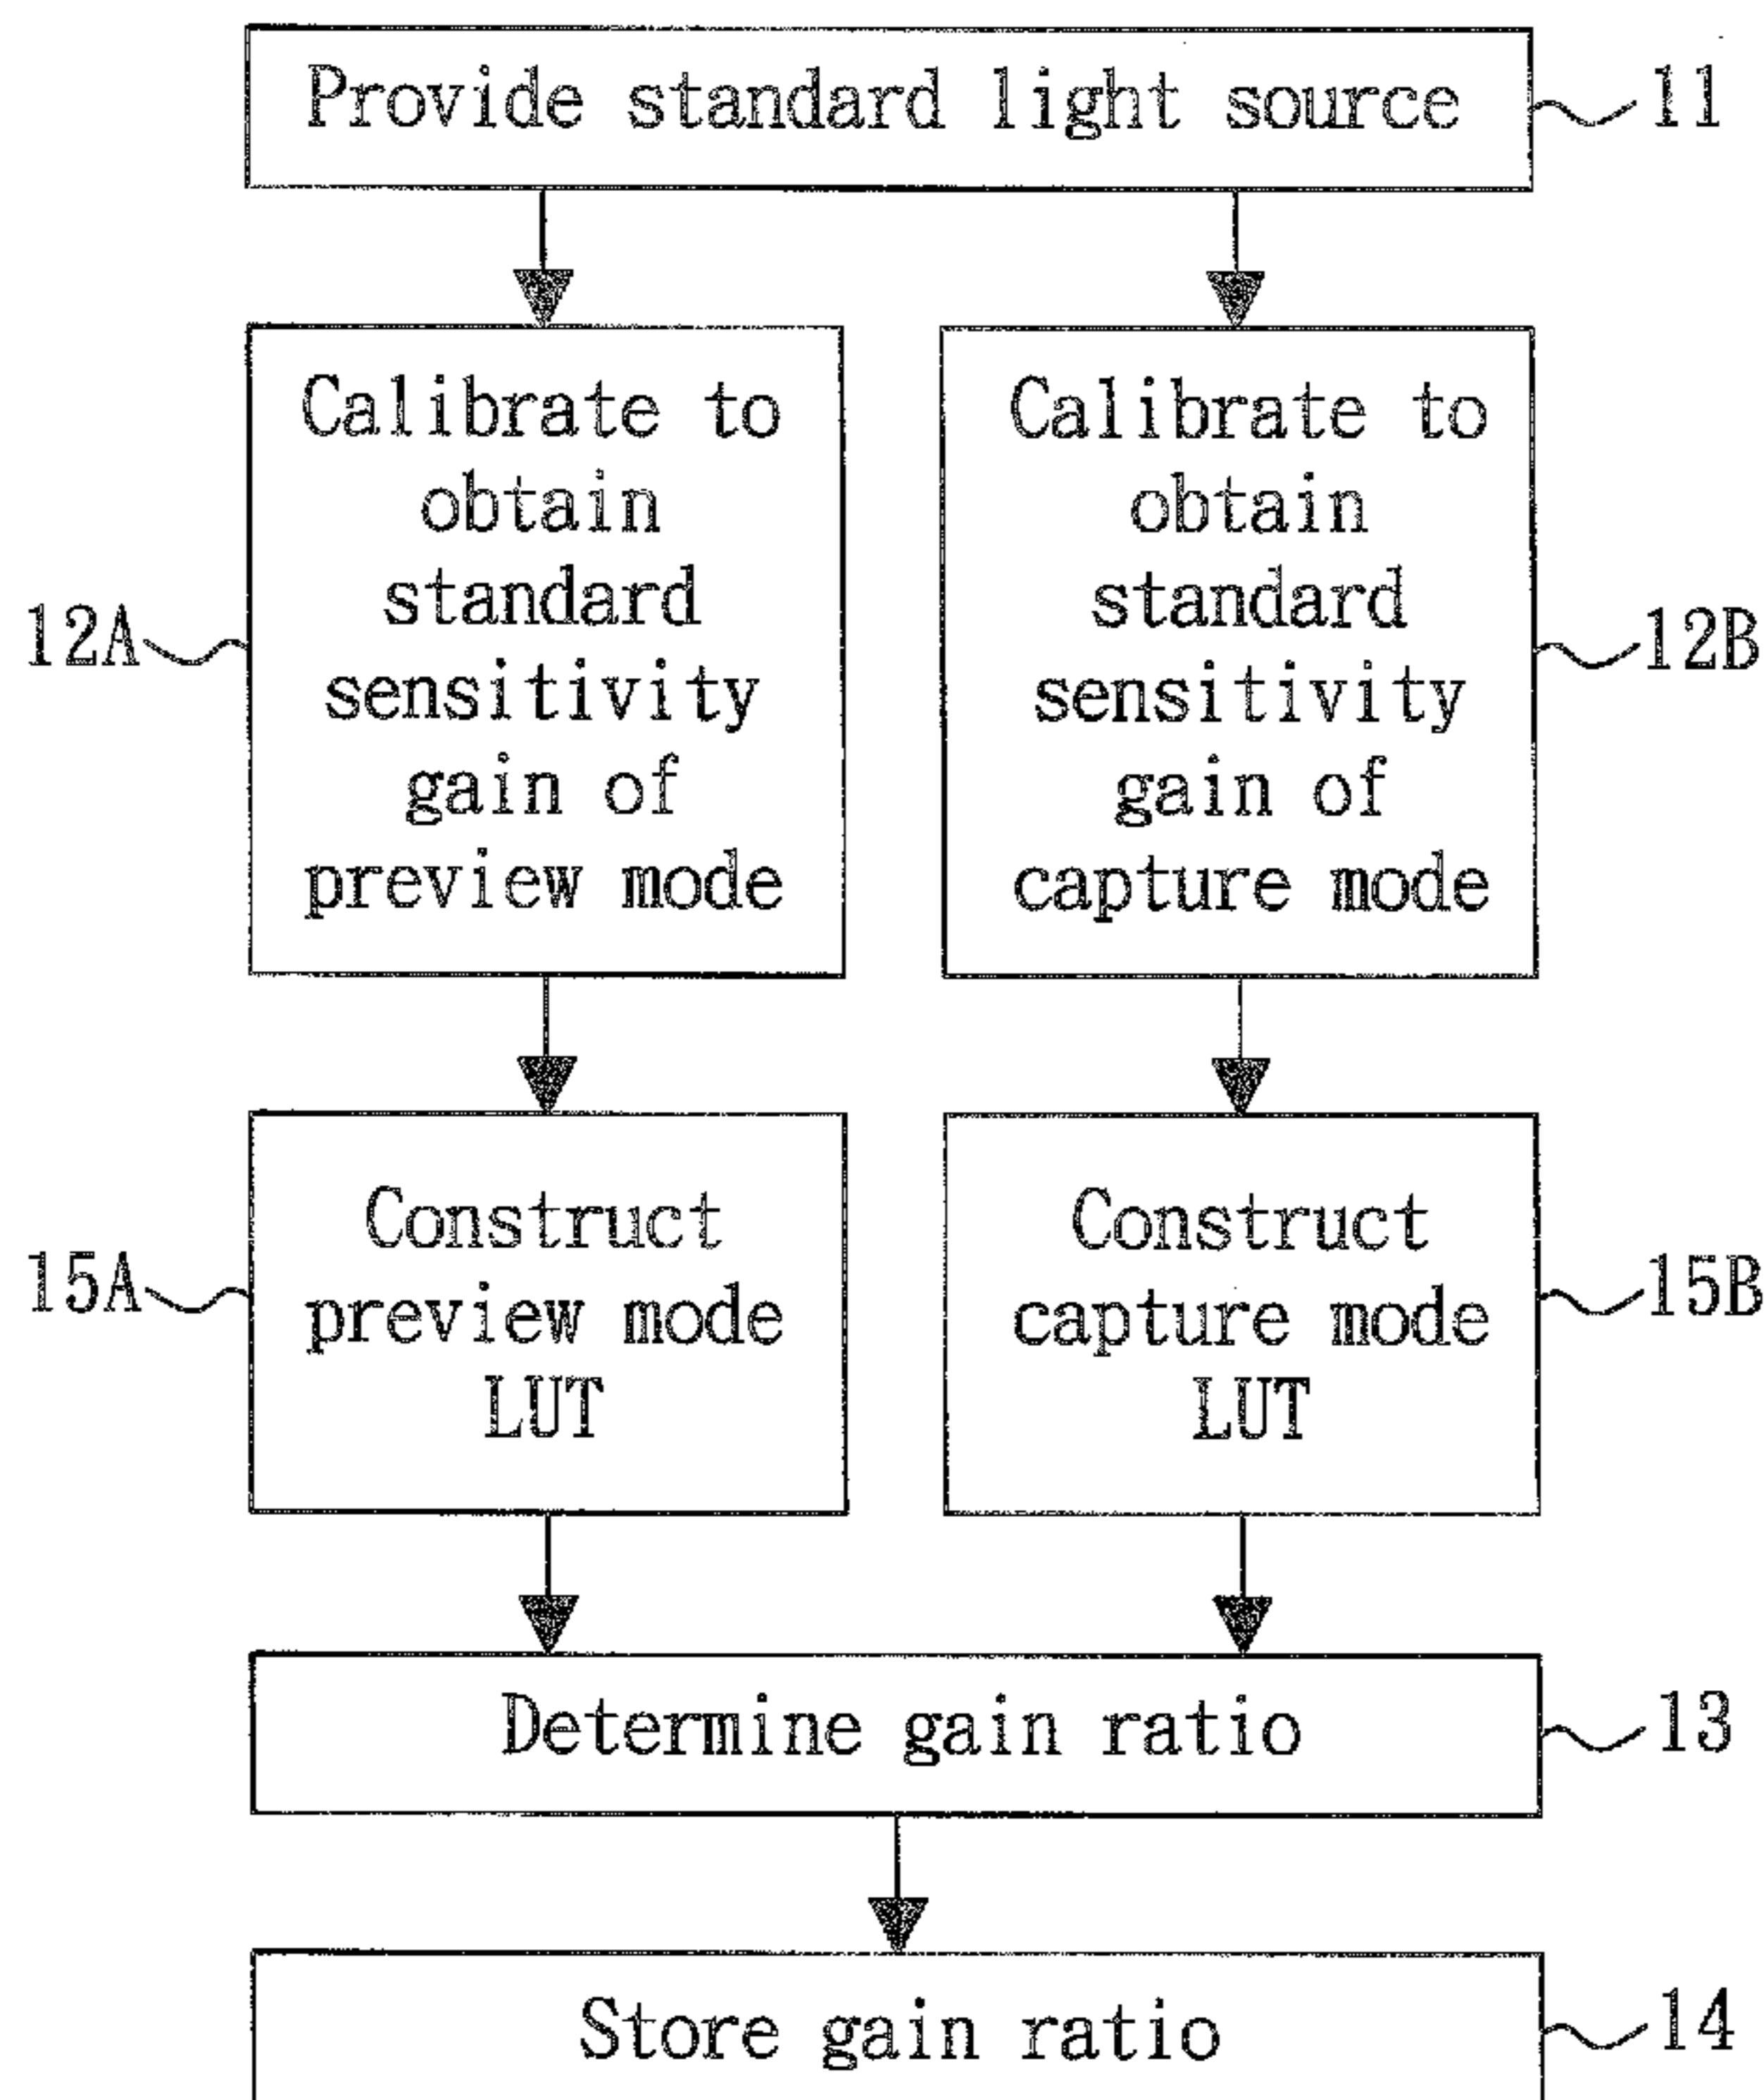 Provide standard light source
11
Calibrate to
obtain
standard
sensitivity
gain of
preview mode
12A
Calibrate to
obtain
standard
sensitivity
gain of
capture mode
12B
Construct
preview mode
LUT
15A
Construct
capture mode
LUT
15B
Determine gain ratio
13
Store gain ratio
14